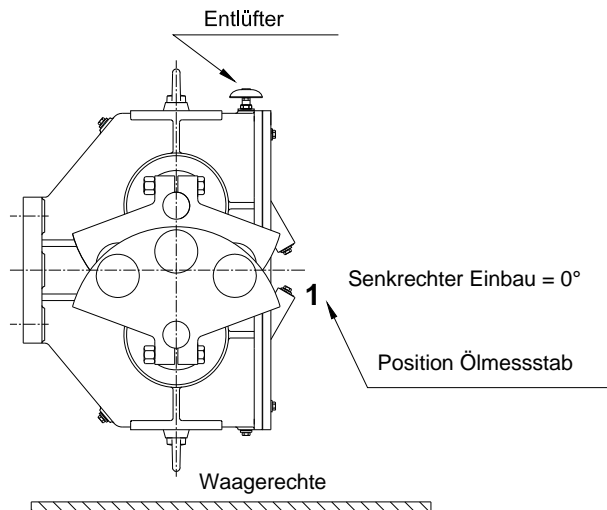 Entlüfter
Senkrechter Einbau = 0°
1
Position Ölmessstab
Waagerechte